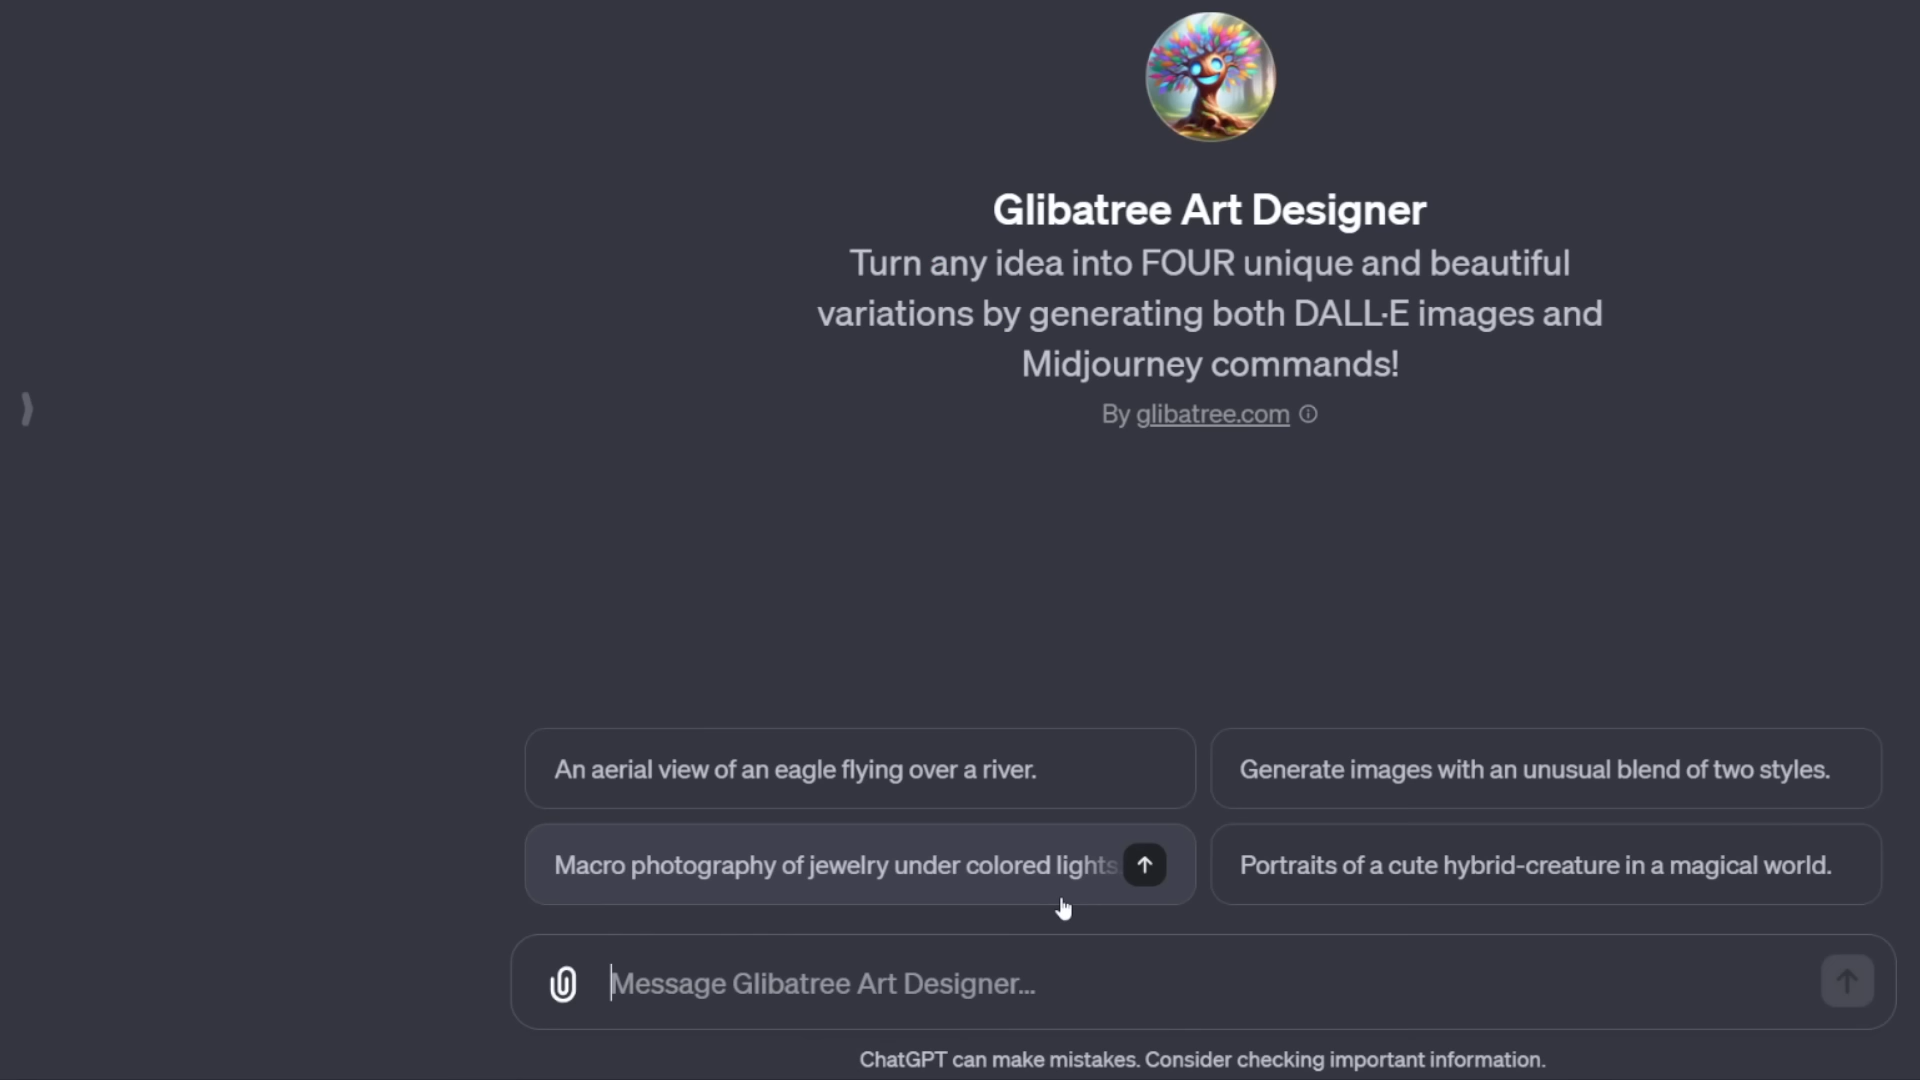 Glibatree Art Designer
Turn any idea into FOUR unique and beautiful
variations by generating both DALL·E images and
Midjourney commands!
By glibatree.com
An aerial view of an eagle flying over a river.
Generate images with an unusual blend of two styles.
Macro photography of jewelry under colored lights.
Portraits of a cute hybrid-creature in a magical world.
Message Glibatree Art Designer...
ChatGPT can make mistakes. Consider checking important information.